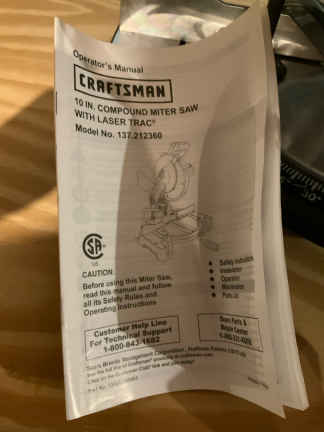 Operator's Manual
CRAFTSMAN
10 IN. COMPOUND MITER SAW
WITH LASER TRAC®
Model No. 137.212360
US
CAUTION:
Before using this Miter Saw,
read this manual and follow
all its Safety Rules and
Operating Instructions
Safety Instructions
Installation
Operation
Maintenance
Parts List
Customer Help Line
For Technical Support
1-800-843-1682
Sears Parts &
Repair Center